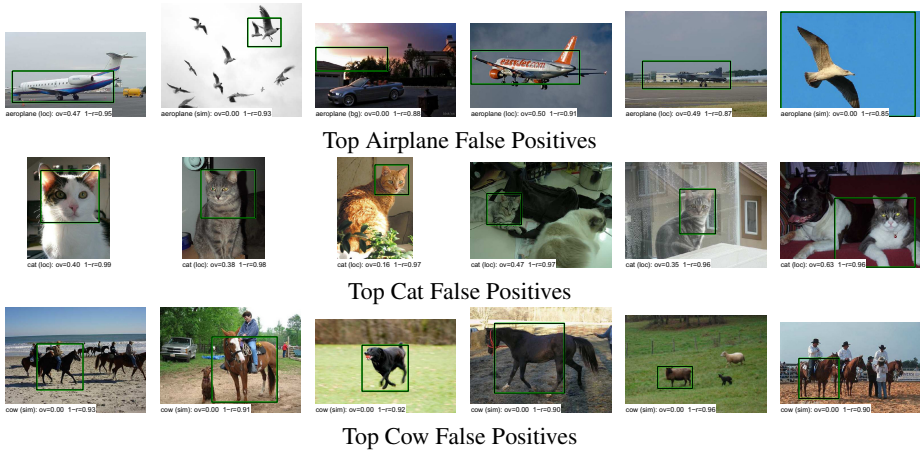 easyJet
aeroplane (loc): ov=0.47 1−r=0.95
aeroplane (sim): ov=0.00 1−r=0.93
aeroplane (bg): ov=0.00 1−r=0.88
aeroplane (loc): ov=0.50 1−r=0.91
aeroplane (loc): ov=0.49 1−r=0.87
aeroplane (sim): ov=0.00 1−r=0.85
Top Airplane False Positives
cat (loc): ov=0.40 1−r=0.99
cat (loc): ov=0.38 1−r=0.98
cat (loc): ov=0.16 1−r=0.97
cat (loc): ov=0.47 1−r=0.97
cat (loc): ov=0.35 1−r=0.96
cat (loc): ov=0.63 1−r=0.96
Top Cat False Positives
cow (sim): ov=0.00 1−r=0.93
cow (sim): ov=0.00 1−r=0.91
cow (sim): ov=0.00 1−r=0.92
cow (sim): ov=0.00 1−r=0.90
cow (sim): ov=0.00 1−r=0.96
cow (sim): ov=0.00 1−r=0.90
Top Cow False Positives